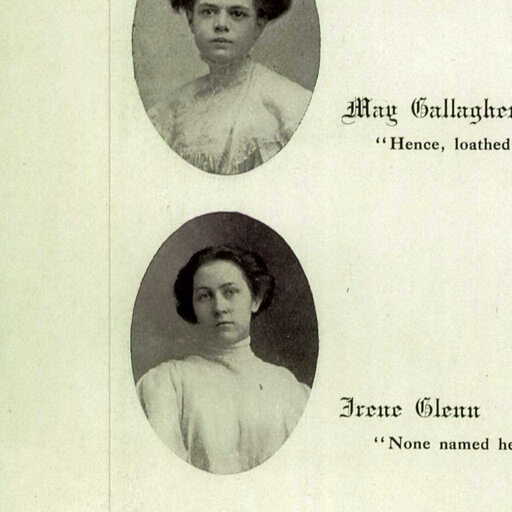 May Gallagher
"Hence, loathed
Irene Glenn
"None named he